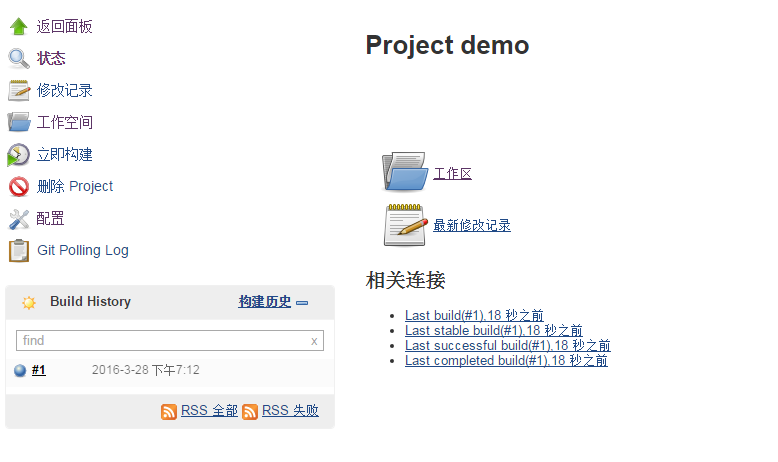 返回面板
状态
修改记录
工作空间
立即构建
删除 Project
配置
Git Polling Log
Build History 构建历史
find x
#1 2016-3-28 下午7:12
RSS 全部 RSS 失败
Project demo
工作区
最新修改记录
相关连接
Last build(#1),18 秒之前
Last stable build(#1),18 秒之前
Last successful build(#1),18 秒之前
Last completed build(#1),18 秒之前